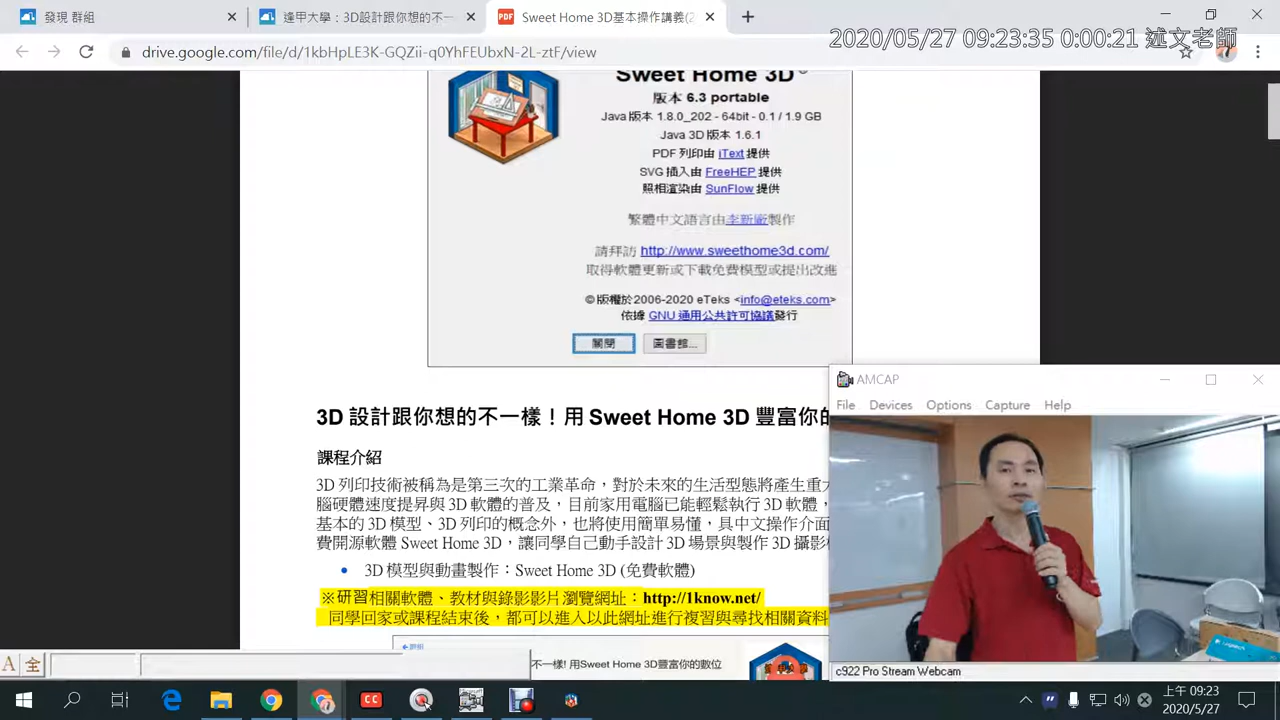 發現 群組
逢甲大學：3D設計跟你想的不一
PDF Sweet Home 3D基本操作講義(2
2020/05/27 09:23:35 0:00:21 述文老師
drive.google.com/file/d/1kbHpLE3K-GQZii-q0YhFEUbxN-2L-ztF/view
Sweet Home 3D
版本 6.3 portable
Java 版本 1.8.0_202 - 64bit - 0.1 / 1.9 GB
Java 3D 版本 1.6.1
PDF 列印由 iText 提供
SVG 插入由 FreeHEP 提供
照相渲染由 SunFlow 提供
繁體中文語言由李新廠製作
請拜訪 http://www.sweethome3d.com/
取得軟體更新或下載免費模型或提出改進
©版權於2006-2020 eTeks <info@eteks.com>
依據 GNU 通用公共許可協議發行
關閉
圖書館...
3D 設計跟你想的不一樣！用 Sweet Home 3D 豐富你的
課程介紹
3D 列印技術被稱為是第三次的工業革命，對於未來的生活型態將產生重大
腦硬體速度提昇與 3D 軟體的普及，目前家用電腦已能輕鬆執行 3D 軟體，
基本的 3D 模型、3D 列印的概念外，也將使用簡單易懂，具中文操作介面
費開源軟體 Sweet Home 3D，讓同學自己動手設計 3D 場景與製作 3D 攝影
• 3D 模型與動畫製作：Sweet Home 3D (免費軟體)
※研習相關軟體、教材與錄影影片瀏覽網址：http://1know.net/
同學回家或課程結束後，都可以進入以此網址進行複習與尋找相關資料
不一樣! 用Sweet Home 3D豐富你的數位
AMCAP
File Devices Options Capture Help
c922 Pro Stream Webcam
A 全
CC
上午 09:23
2020/5/27